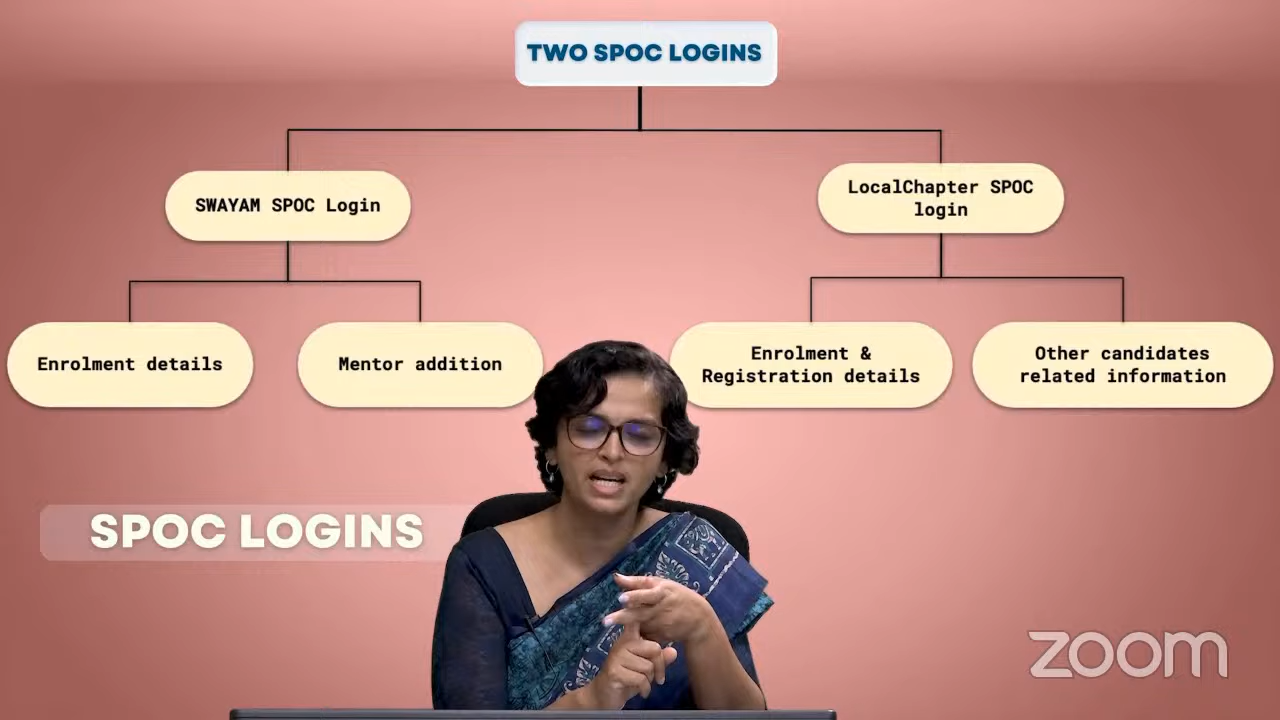 TWO SPOC LOGINS
SWAYAM SPOC Login
LocalChapter SPOC
login
Enrolment details
Mentor addition
Enrolment &
Registration details
Other candidates
related information
SPOC LOGINS
zoom